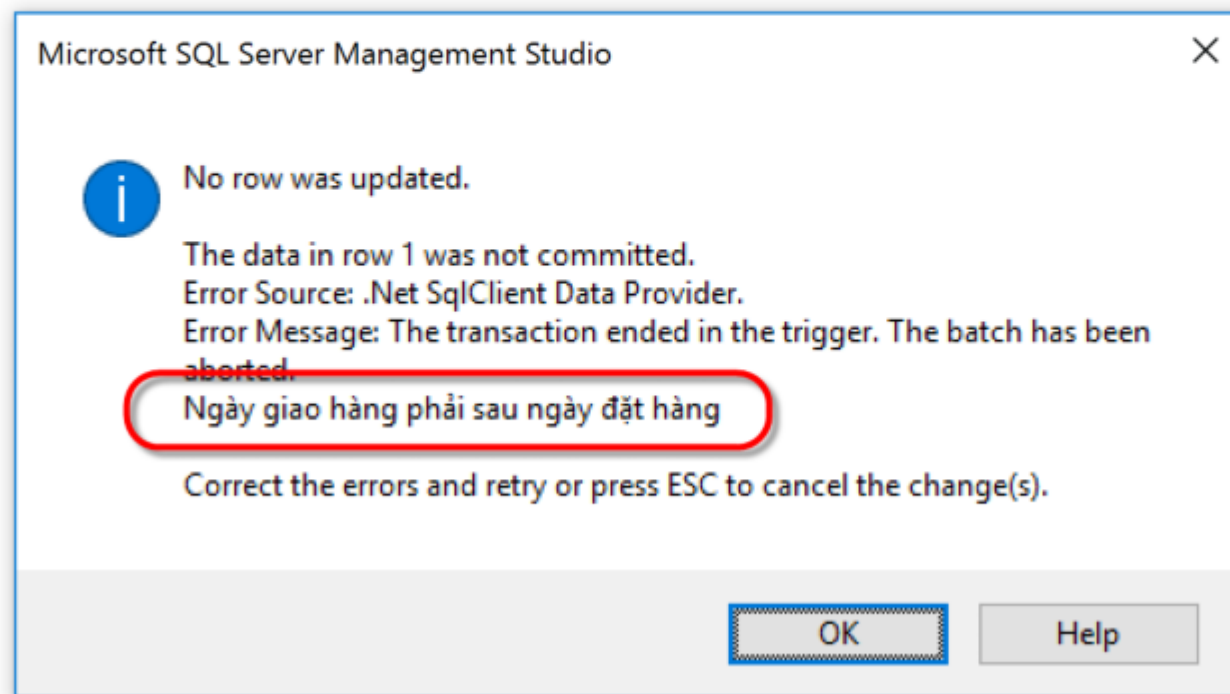 Microsoft SQL Server Management Studio
No row was updated.
The data in row 1 was not committed.
Error Source: .Net SqlClient Data Provider.
Error Message: The transaction ended in the trigger. The batch has been
aborted.
Ngày giao hàng phải sau ngày đặt hàng
Correct the errors and retry or press ESC to cancel the change(s).
OK
Help